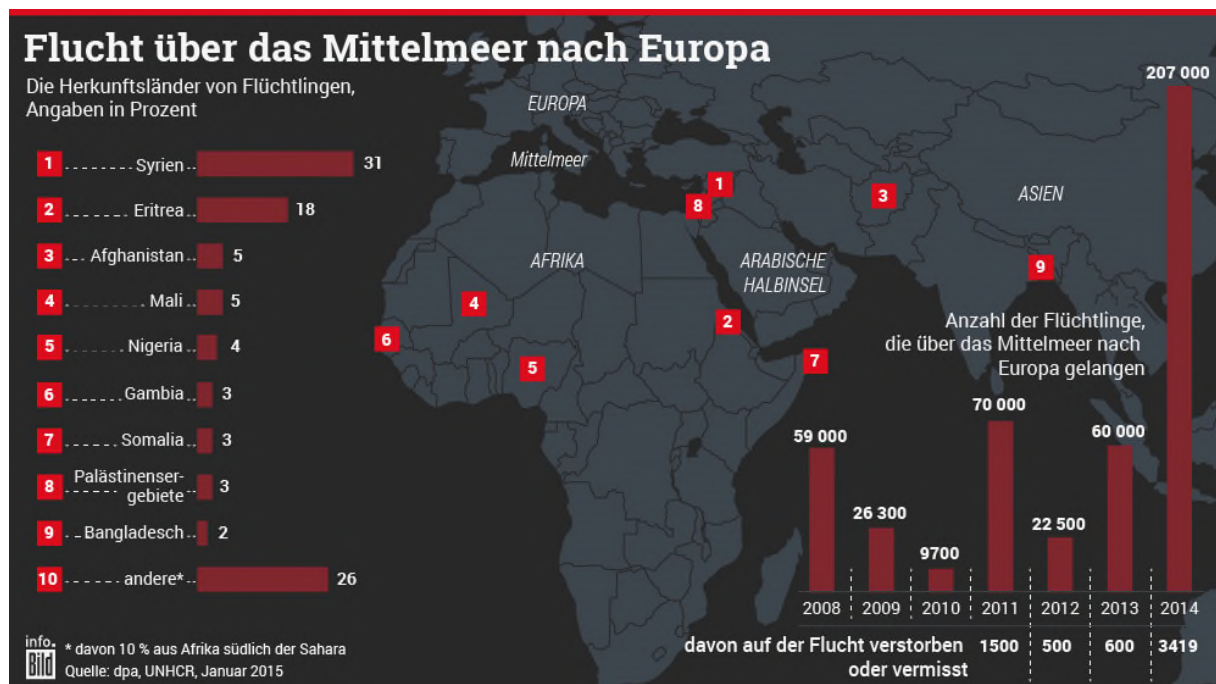 Flucht über das Mittelmeer nach Europa
Die Herkunftsländer von Flüchtlingen,
Angaben in Prozent
1 Syrien 31
2 Eritrea 18
3 Afghanistan 5
4 Mali 5
5 Nigeria 4
6 Gambia 3
7 Somalia 3
8 Palästinenser-
gebiete 3
9 Bangladesch 2
10 andere* 26
info.
Bild
* davon 10 % aus Afrika südlich der Sahara
Quelle: dpa, UNHCR, Januar 2015
EUROPA
Mittelmeer
1
8
3
ASIEN
AFRIKA
ARABISCHE
HALBINSEL
9
4
2
6
5
7
Anzahl der Flüchtlinge,
die über das Mittelmeer nach
Europa gelangen
59 000
26 300
9700
70 000
22 500
60 000
207 000
2008 2009 2010 2011 2012 2013 2014
davon auf der Flucht verstorben 1500 500 600 3419
oder vermisst